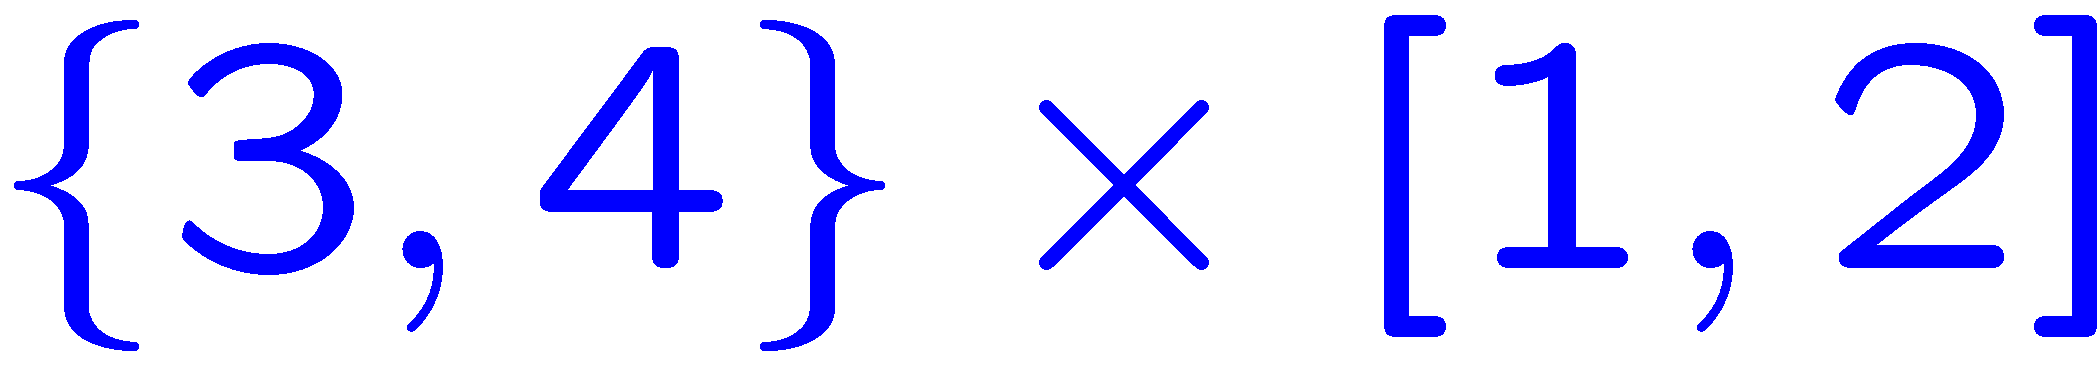 {3, 4} × [1, 2]